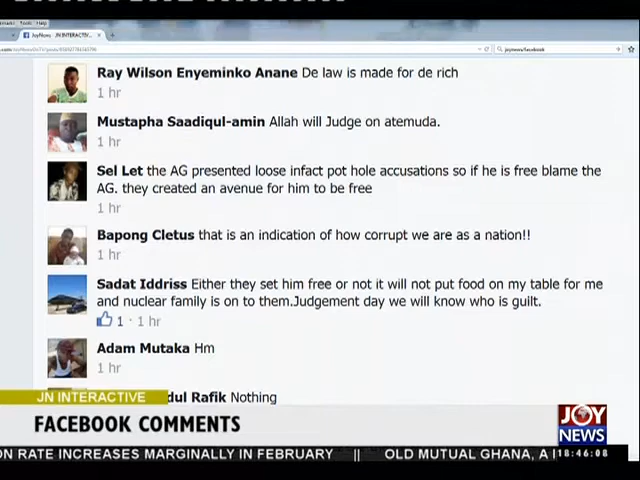 JoyNews - JN INTERACTIV...
joynews/facebook
Ray Wilson Enyeminko Anane De law is made for de rich
1 hr
Mustapha Saadiqul-amin Allah will Judge on atemuda.
1 hr
Sel Let the AG presented loose infact pot hole accusations so if he is free blame the
AG. they created an avenue for him to be free
1 hr
Bapong Cletus that is an indication of how corrupt we are as a nation!!
1 hr
Sadat Iddriss Either they set him free or not it will not put food on my table for me
and nuclear family is on to them.Judgement day we will know who is guilt.
1 · 1 hr
Adam Mutaka Hm
1 hr
dul Rafik Nothing
JN INTERACTIVE
FACEBOOK COMMENTS
JOY
NEWS
ON RATE INCREASES MARGINALLY IN FEBRUARY || OLD MUTUAL GHANA, A
18:46:08